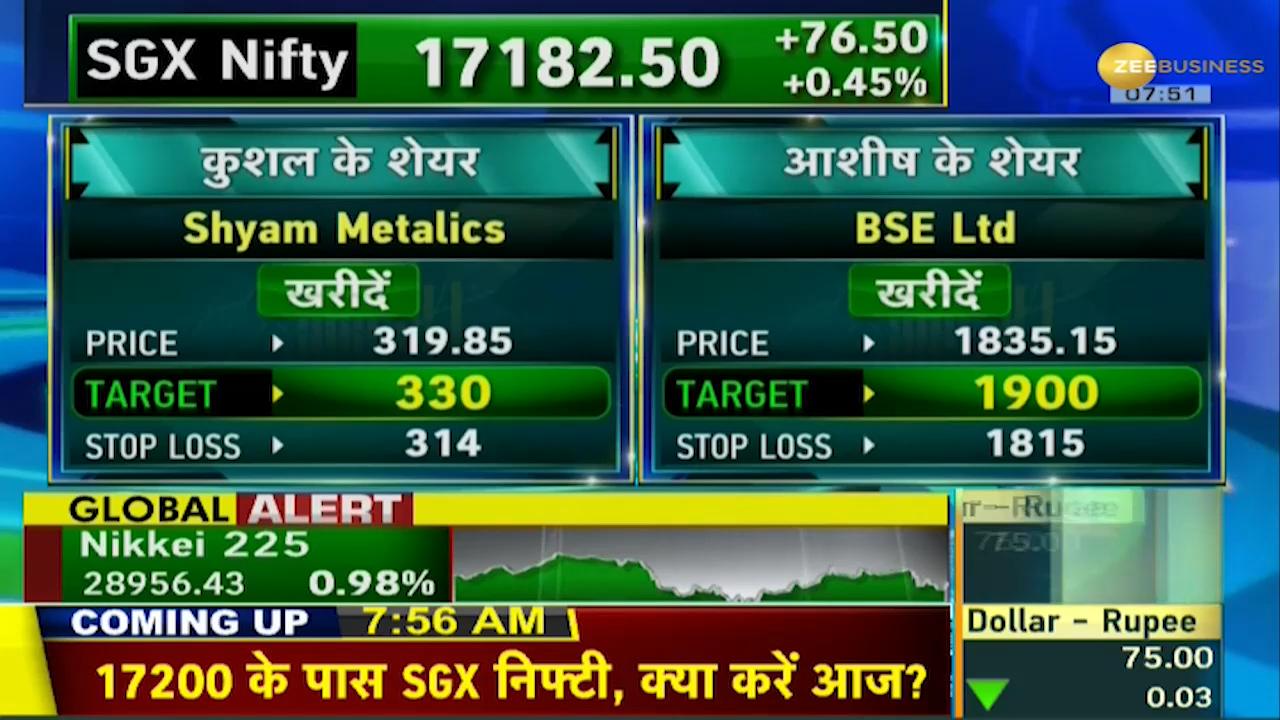 SGX Nifty 17182.50 +76.50
+0.45%
ZEEBUSINESS
07:51
कुशल के शेयर
Shyam Metalics
खरीदें
PRICE 319.85
TARGET 330
STOP LOSS 314
आशीष के शेयर
BSE Ltd
खरीदें
PRICE 1835.15
TARGET 1900
STOP LOSS 1815
GLOBAL ALERT
Nikkei 225
28956.43 0.98%
Dollar - Rupee
75.00
0.03
COMING UP 7:56 AM
17200 के पास SGX निफ्टी, क्या करें आज?